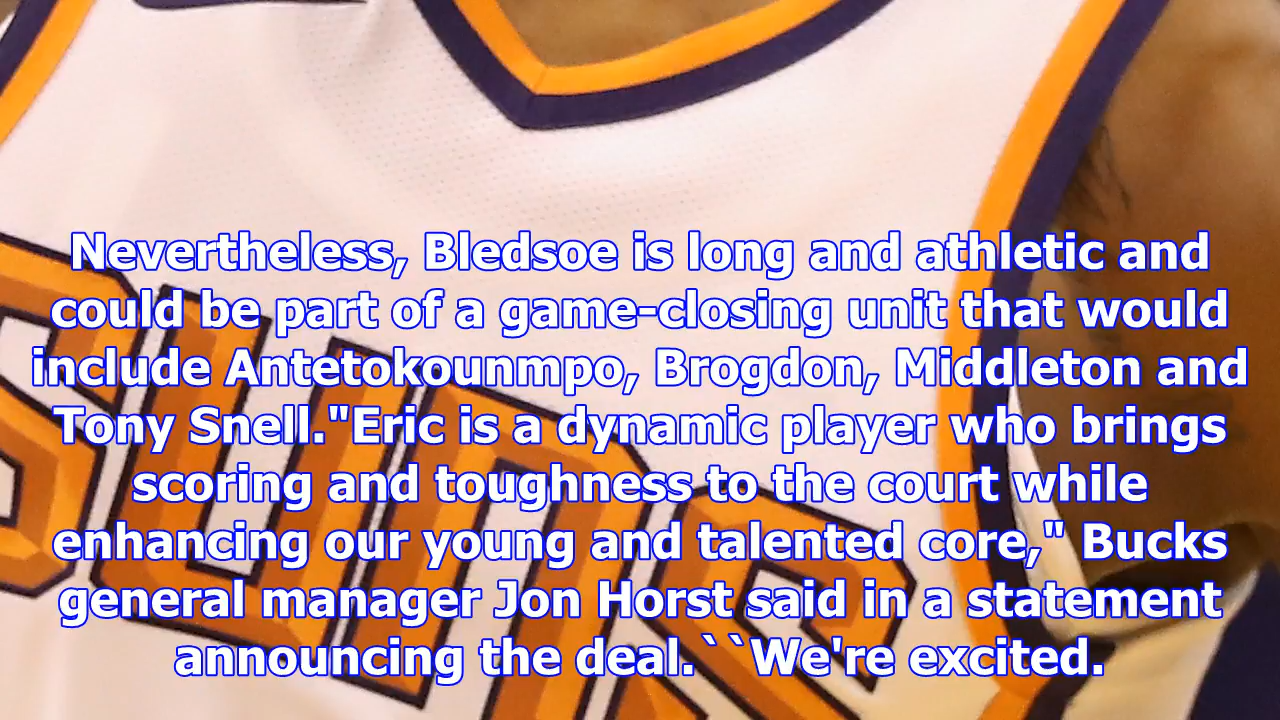 Nevertheless, Bledsoe is long and athletic and
could be part of a game-closing unit that would
include Antetokounmpo, Brogdon, Middleton and
Tony Snell."Eric is a dynamic player who brings
scoring and toughness to the court while
enhancing our young and talented core," Bucks
general manager Jon Horst said in a statement
announcing the deal.``We're excited.
SUNS